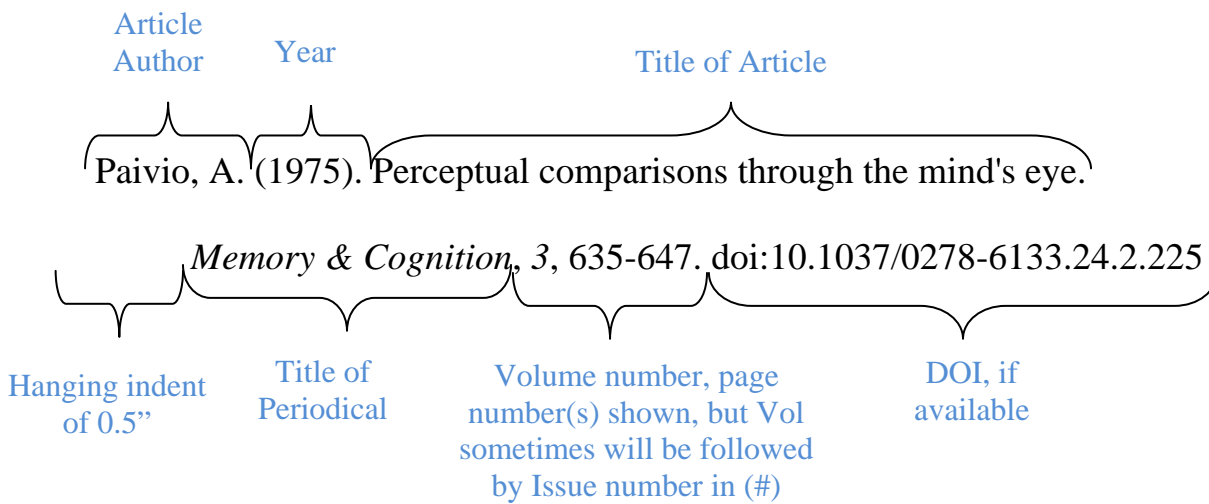 Article
Author
Year
Title of Article
Paivio, A. (1975). Perceptual comparisons through the mind's eye.
Memory & Cognition, 3, 635-647. doi:10.1037/0278-6133.24.2.225
Hanging indent
of 0.5”
Title of
Periodical
Volume number, page
number(s) shown, but Vol
sometimes will be followed
by Issue number in (#)
DOI, if
available